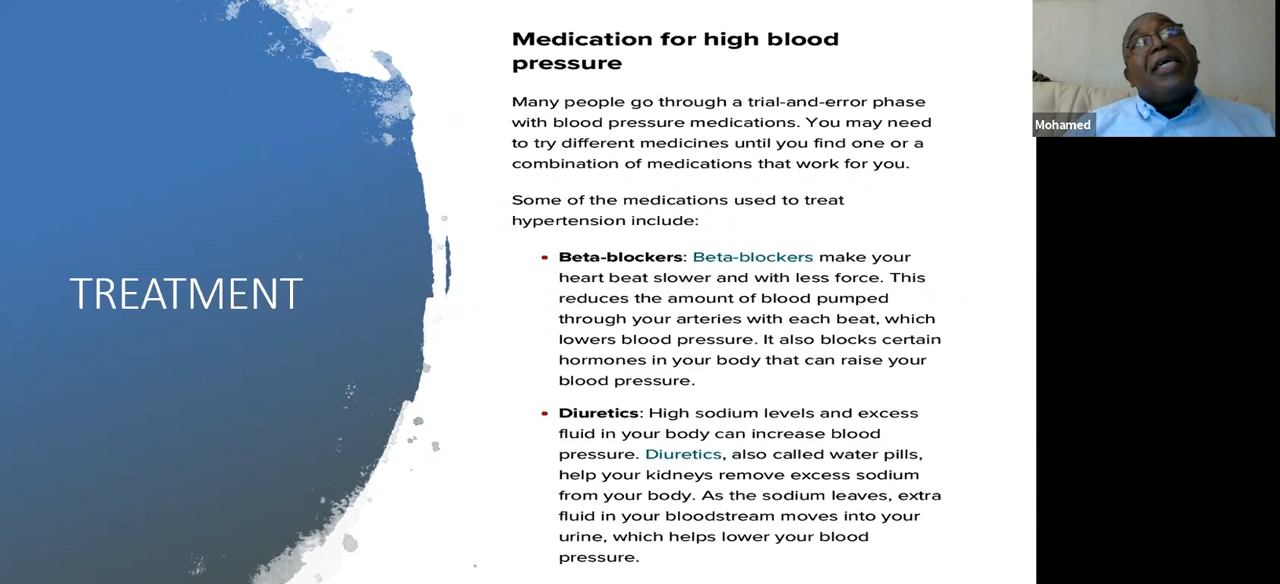 TREATMENT
Medication for high blood
pressure
Many people go through a trial-and-error phase
with blood pressure medications. You may need
to try different medicines until you find one or a
combination of medications that work for you.
Some of the medications used to treat
hypertension include:
• Beta-blockers: Beta-blockers make your
heart beat slower and with less force. This
reduces the amount of blood pumped
through your arteries with each beat, which
lowers blood pressure. It also blocks certain
hormones in your body that can raise your
blood pressure.
• Diuretics: High sodium levels and excess
fluid in your body can increase blood
pressure. Diuretics, also called water pills,
help your kidneys remove excess sodium
from your body. As the sodium leaves, extra
fluid in your bloodstream moves into your
urine, which helps lower your blood
pressure.
Mohamed